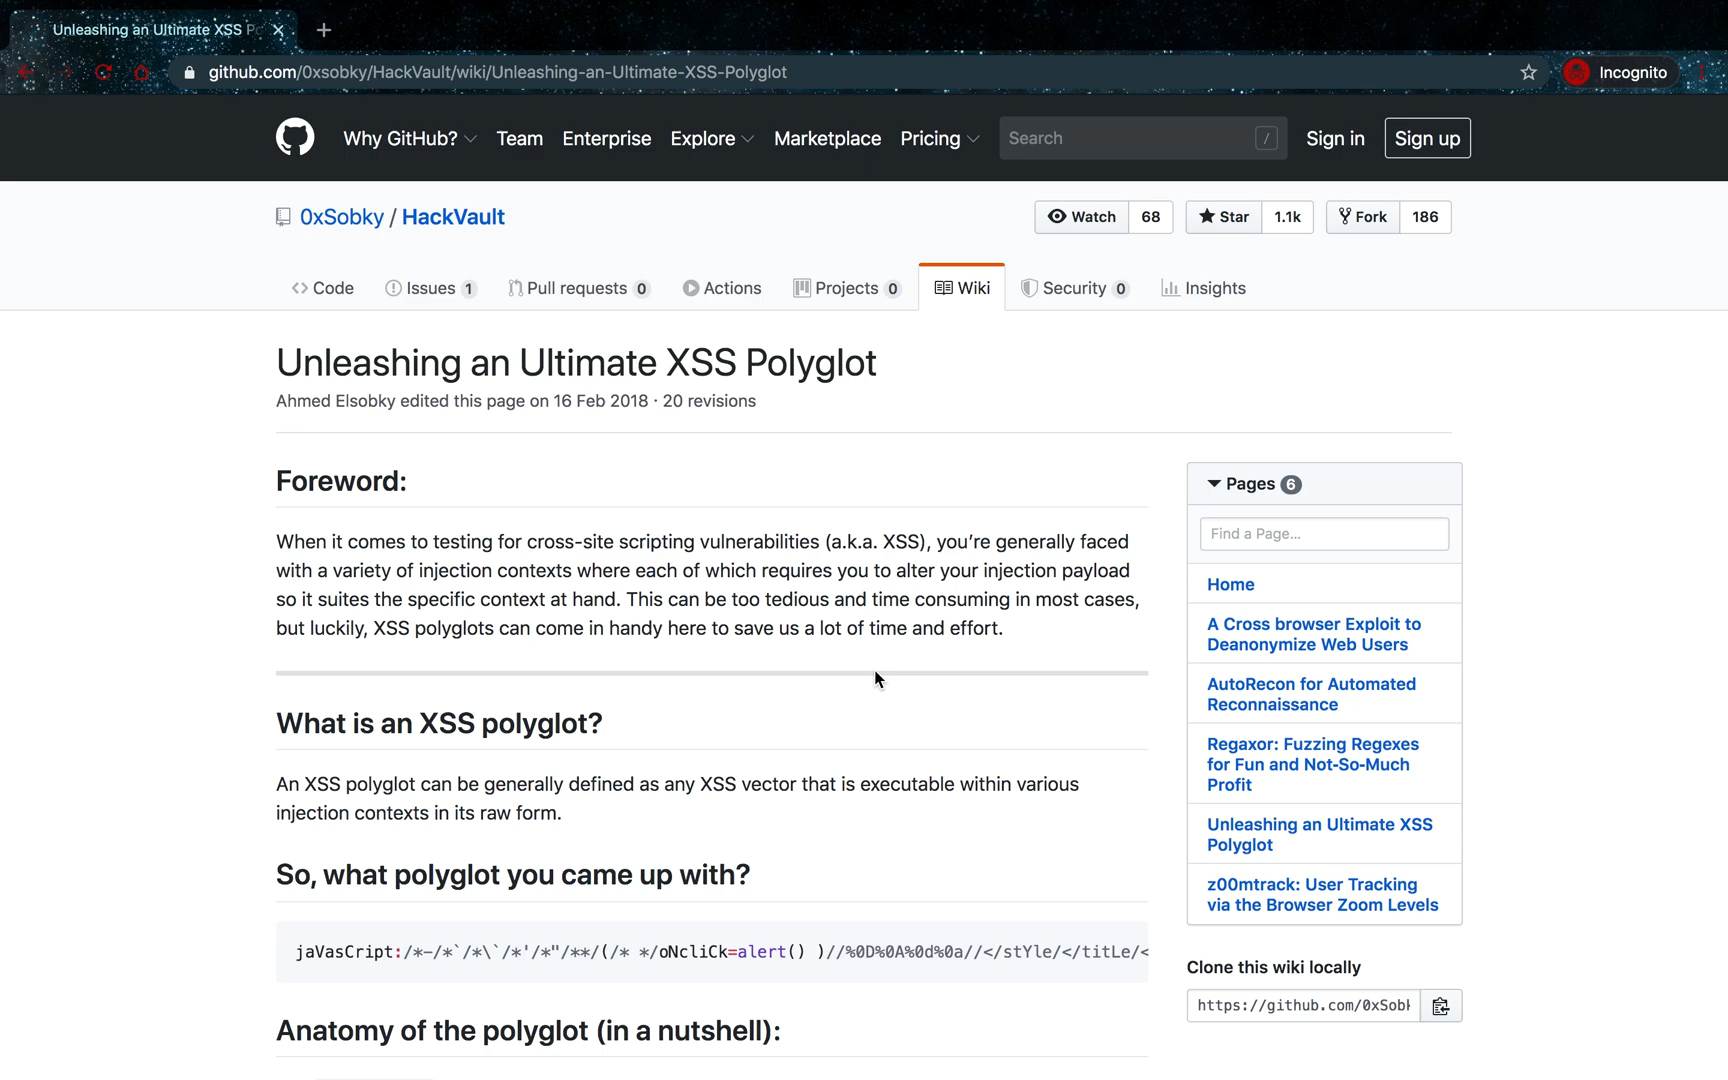 Unleashing an Ultimate XSS Po
github.com/0xsobky/HackVault/wiki/Unleashing-an-Ultimate-XSS-Polyglot
Incognito
Why GitHub? Team Enterprise Explore Marketplace Pricing Search / Sign in Sign up
0xSobky / HackVault
Watch 68 Star 1.1k Fork 186
<> Code Issues 1 Pull requests 0 Actions Projects 0 Wiki Security 0 Insights
Unleashing an Ultimate XSS Polyglot
Ahmed Elsobky edited this page on 16 Feb 2018 · 20 revisions
Foreword:
When it comes to testing for cross-site scripting vulnerabilities (a.k.a. XSS), you’re generally faced
with a variety of injection contexts where each of which requires you to alter your injection payload
so it suites the specific context at hand. This can be too tedious and time consuming in most cases,
but luckily, XSS polyglots can come in handy here to save us a lot of time and effort.
What is an XSS polyglot?
An XSS polyglot can be generally defined as any XSS vector that is executable within various
injection contexts in its raw form.
So, what polyglot you came up with?
jaVasCript:/*-/*`/*\`/*'/*"/**/(/* */oNcliCk=alert() )//%0D%0A%0d%0a//</stYle/</titLe/<
Anatomy of the polyglot (in a nutshell):
Pages 6
Find a Page...
Home
A Cross browser Exploit to
Deanonymize Web Users
AutoRecon for Automated
Reconnaissance
Regaxor: Fuzzing Regexes
for Fun and Not-So-Much
Profit
Unleashing an Ultimate XSS
Polyglot
z00mtrack: User Tracking
via the Browser Zoom Levels
Clone this wiki locally
https://github.com/0xSobk